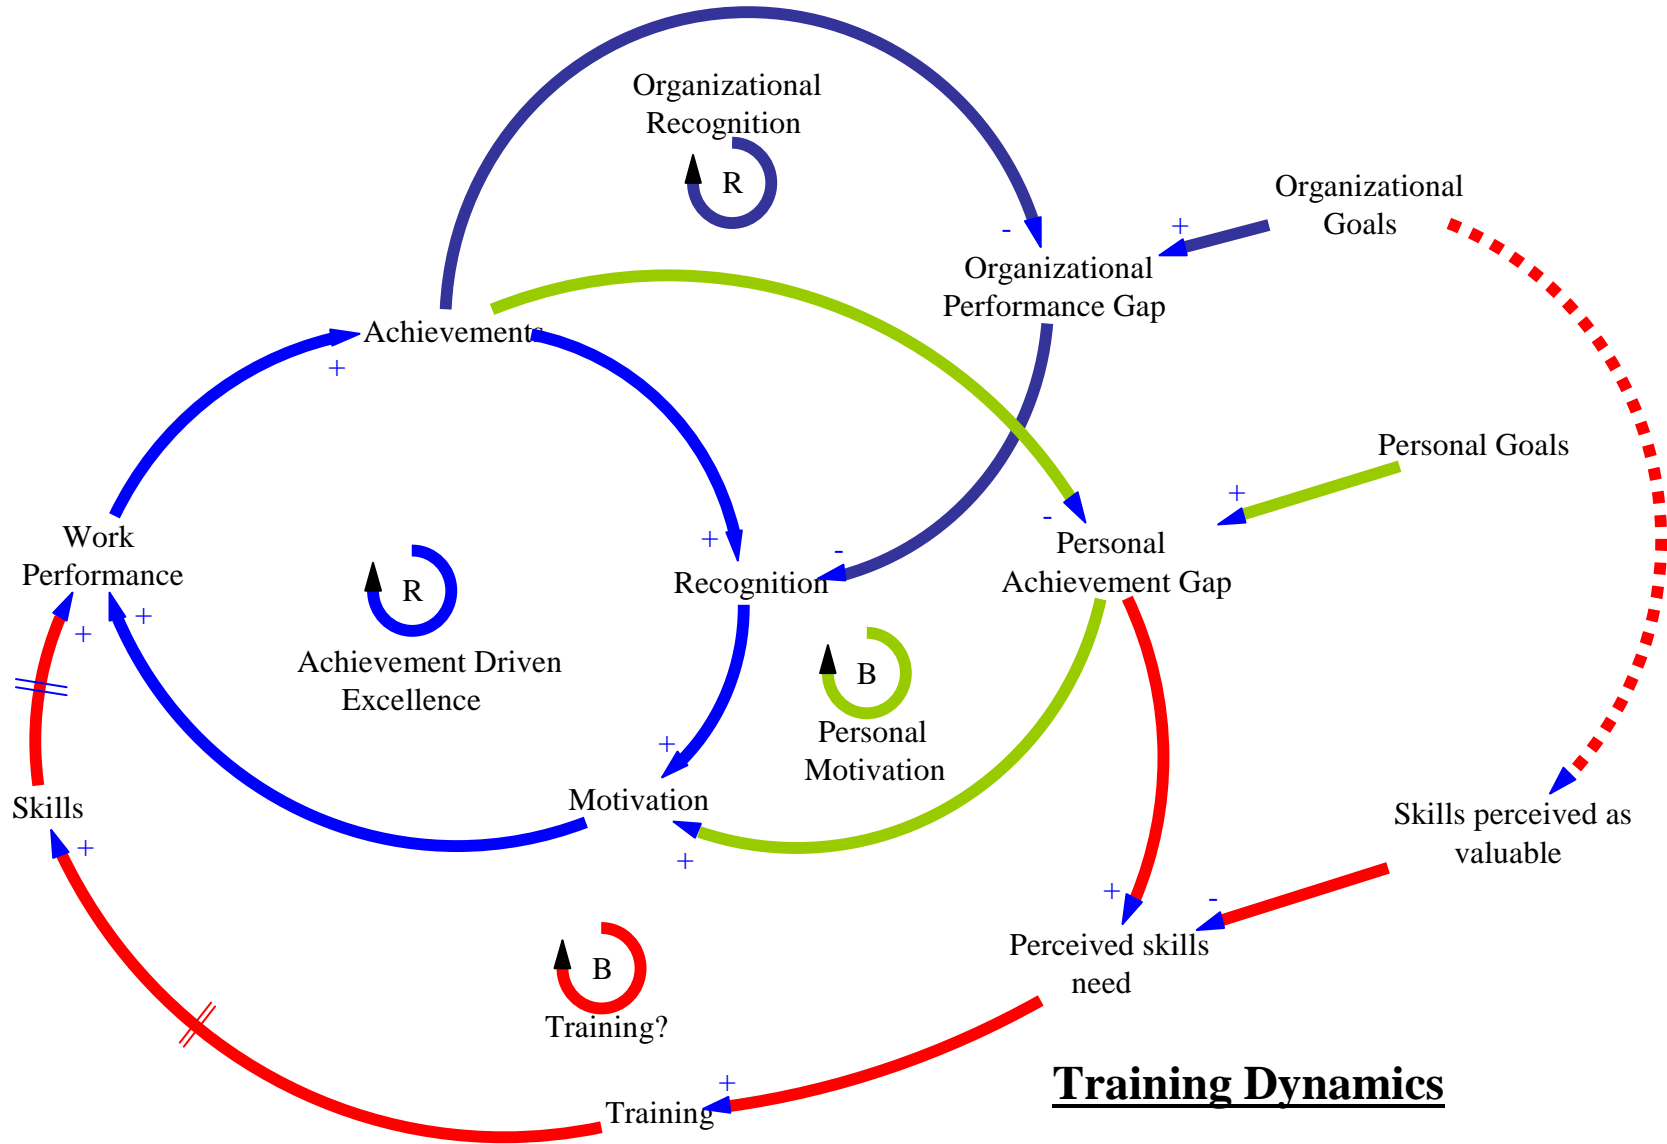 Organizational
Recognition
R
Organizational
Goals
+
-
Organizational
Performance Gap
Achievements
+
Personal Goals
+
-
Personal
Achievement Gap
Work
Performance
+
-
Recognition
R
+
+
Achievement Driven
Excellence
B
Personal
Motivation
+
Motivation
+
Skills
+
Skills perceived as
valuable
+
-
Perceived skills
need
B
Training?
+
Training
Training Dynamics